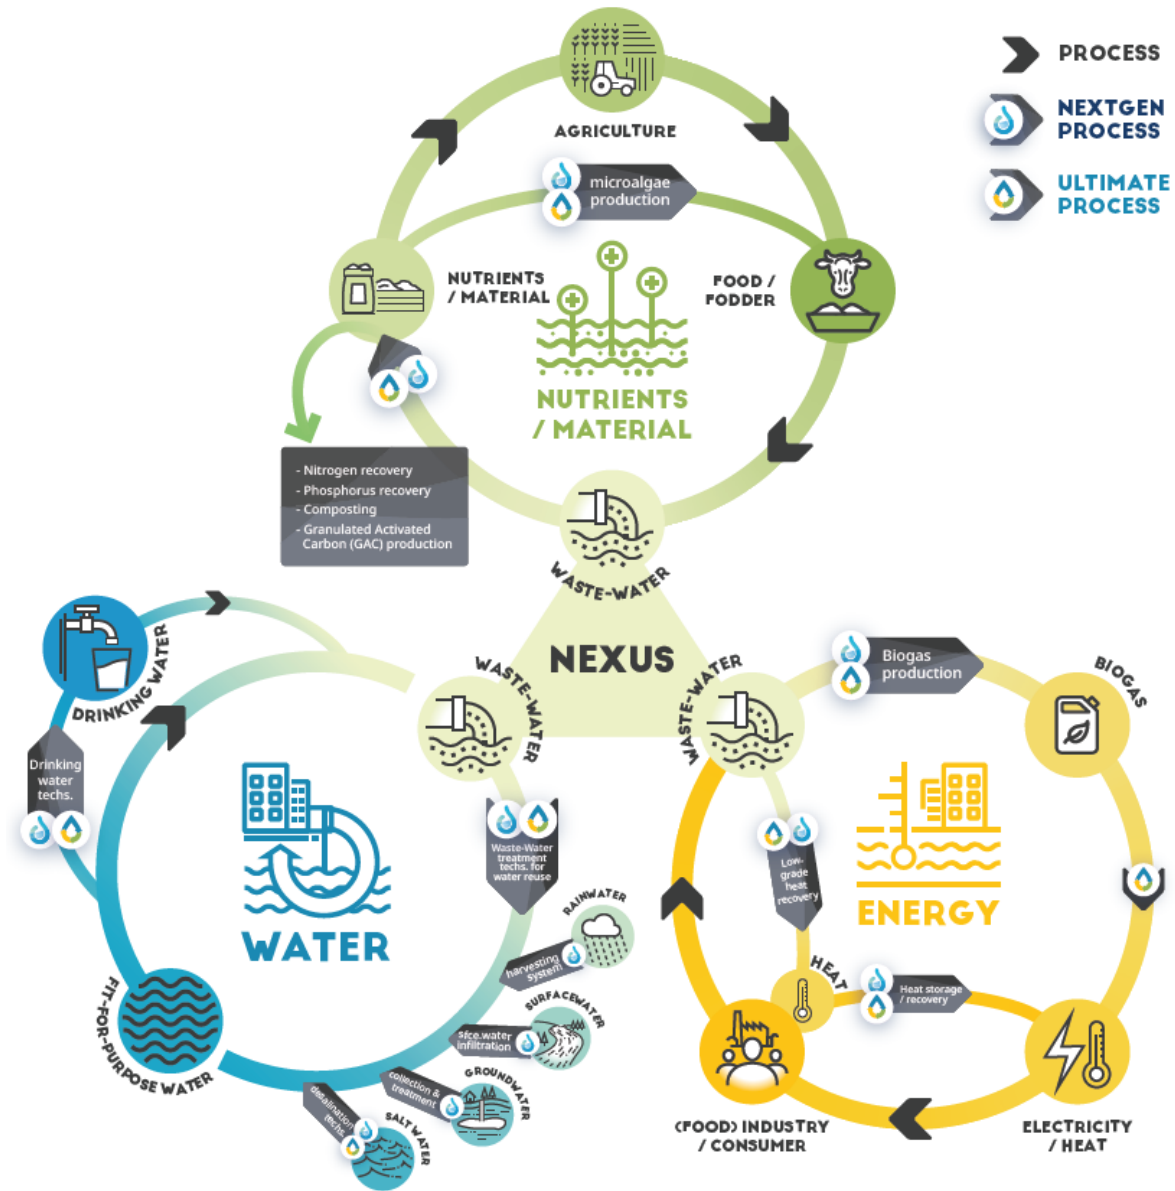 PROCESS
NEXTGEN
PROCESS
ULTIMATE
PROCESS
AGRICULTURE
microalgae
production
NUTRIENTS
/ MATERIAL
FOOD /
FODDER
NUTRIENTS
/ MATERIAL
- Nitrogen recovery
- Phosphorus recovery
- Composting
- Granulated Activated
Carbon (GAC) production
WASTE-WATER
NEXUS
WASTE-WATER
WASTE-WATER
DRINKING WATER
Drinking
water
techs.
WATER
Waste-Water
treatment
techs. for
water reuse
RAINWATER
harvesting
system
SURFACEWATER
sfce.water
infiltration
GROUNDWATER
collection &
treatment
SALTWATER
desalination
techs.
FIT-FOR-PURPOSE WATER
Biogas
production
BIOGAS
Low.
grade
heat
recovery
ENERGY
HEAT
Heat storage
/ recovery
(FOOD) INDUSTRY
/ CONSUMER
ELECTRICITY
/ HEAT